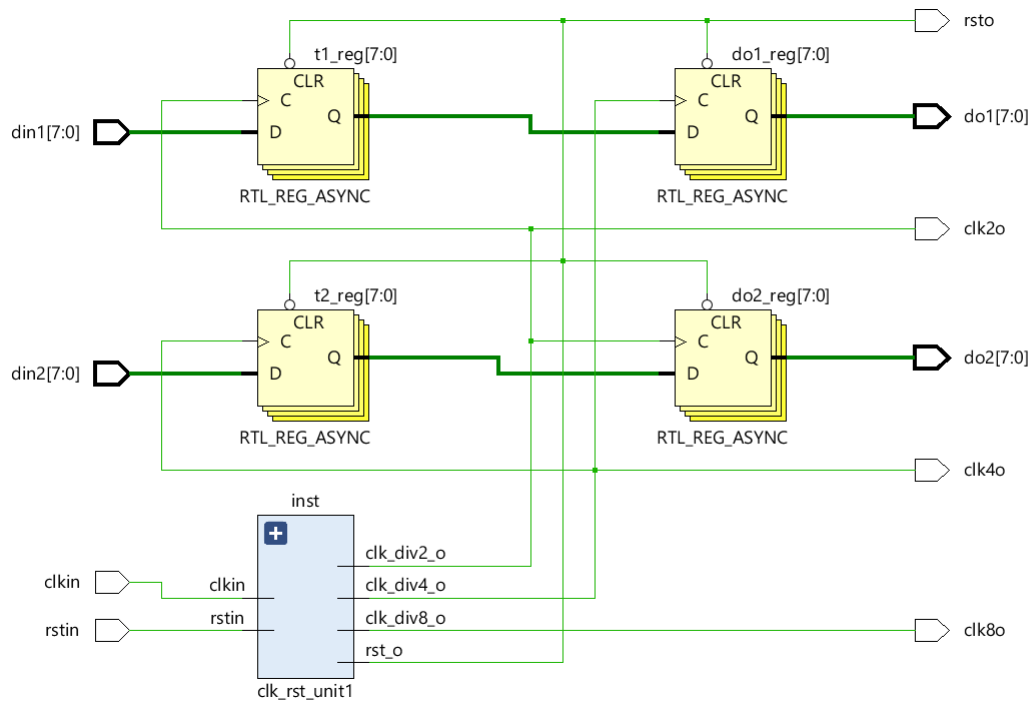 rsto
t1_reg[7:0]
do1_reg[7:0]
CLR
CLR
C
C
Q
Q
din1[7:0]
D
D
do1[7:0]
RTL_REG_ASYNC
RTL_REG_ASYNC
clk2o
t2_reg[7:0]
do2_reg[7:0]
CLR
CLR
C
C
Q
Q
din2[7:0]
D
D
do2[7:0]
RTL_REG_ASYNC
RTL_REG_ASYNC
clk4o
inst
clk_div2_o
clkin
clkin
clk_div4_o
rstin
rstin
clk_div8_o
clk8o
rst_o
clk_rst_unit1